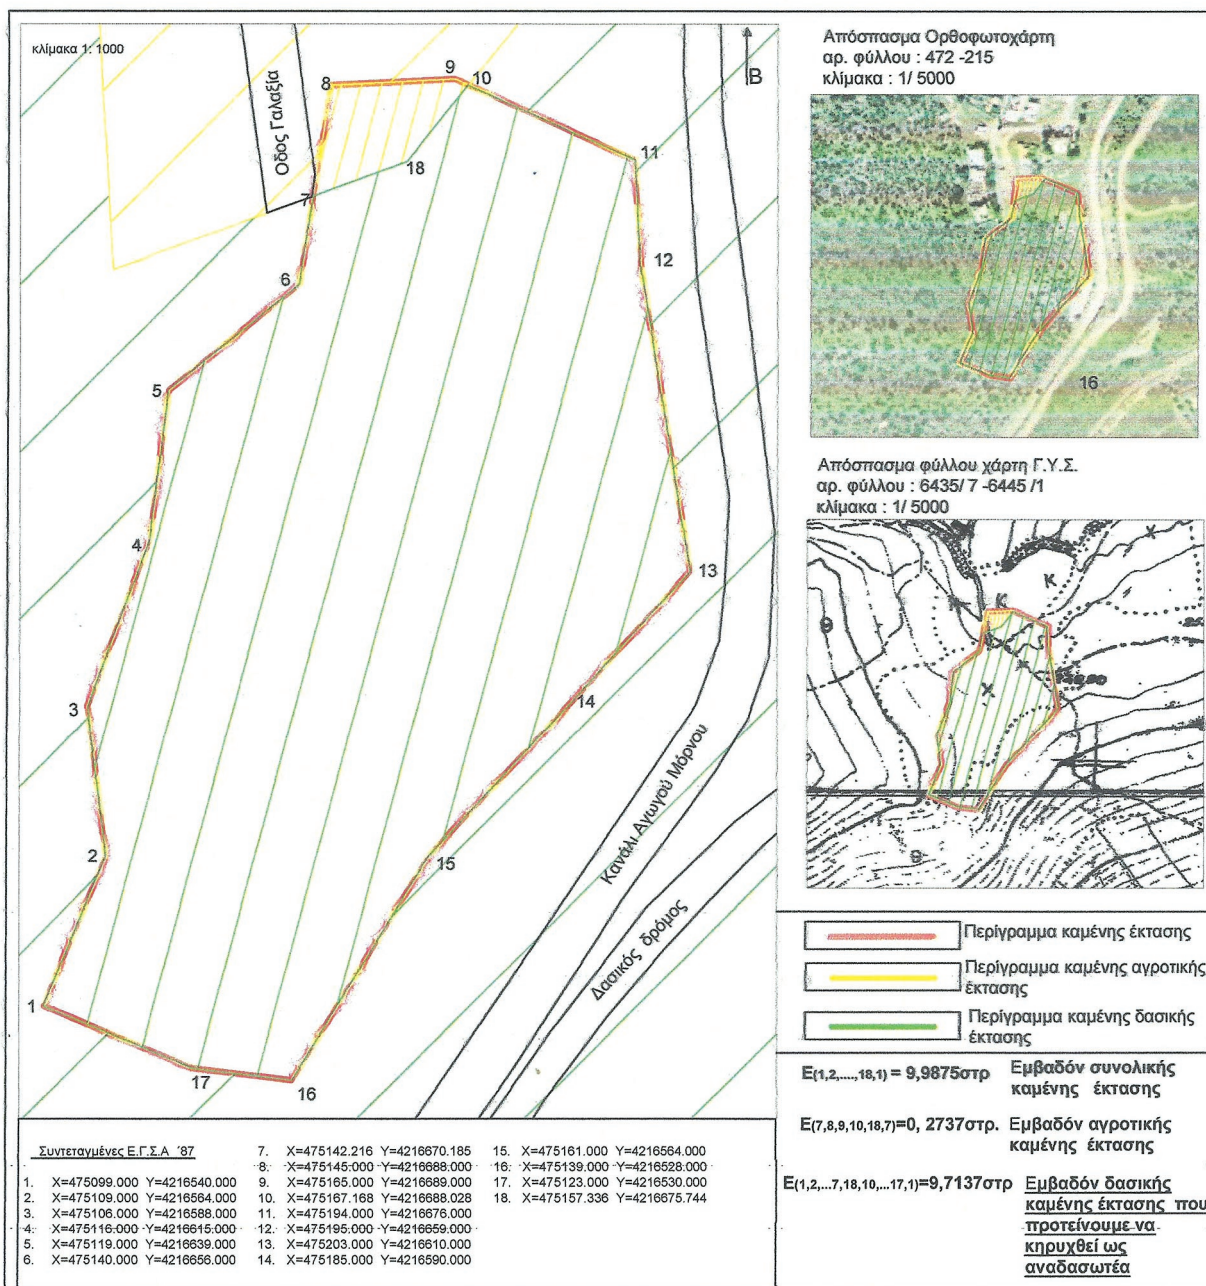 κλίμακα 1: 1000
Οδος Γαλαξία
Β
8
9
10
11
18
7
12
6
5
4
13
3
14
2
15
1
17
16
Κανάλι Αγωγού Μόρνου
Δασικός δρόμος
Απόσπασμα Ορθοφωτοχάρτη
αρ. φύλλου : 472 -215
κλίμακα : 1/ 5000
16
Απόσπασμα φύλλου χάρτη Γ.Υ.Σ.
αρ. φύλλου : 6435/ 7 -6445 /1
κλίμακα : 1/ 5000
Κ
Κ
Χ
Χ
θ
θ
Περίγραμμα καμένης έκτασης
Περίγραμμα καμένης αγροτικής
έκτασης
Περίγραμμα καμένης δασικής
έκτασης
Ε(1,2,....,18,1) = 9,9875στρ Εμβαδόν συνολικής
καμένης έκτασης
Ε(7,8,9,10,18,7)=0, 2737στρ. Εμβαδόν αγροτικής
καμένης έκτασης
Ε(1,2,...7,18,10,...17,1)=9,7137στρ Εμβαδόν δασικής
καμένης έκτασης που
προτείνουμε να
κηρυχθεί ως
αναδασωτέα
Συντεταγμένες Ε.Γ.Σ.Α ΄87
1. Χ=475099.000 Υ=4216540.000
2. Χ=475109.000 Υ=4216564.000
3. Χ=475106.000 Υ=4216588.000
4. Χ=475116.000 Υ=4216615.000
5. Χ=475119.000 Υ=4216639.000
6. Χ=475140.000 Υ=4216656.000
7. Χ=475142.216 Υ=4216670.185
8. Χ=475145.000 Υ=4216688.000
9. Χ=475165.000 Υ=4216689.000
10. Χ=475167.168 Υ=4216688.028
11. Χ=475194.000 Υ=4216676.000
12. Χ=475195.000 Υ=4216659.000
13. Χ=475203.000 Υ=4216610.000
14. Χ=475185.000 Υ=4216590.000
15. Χ=475161.000 Υ=4216564.000
16. Χ=475139.000 Υ=4216528.000
17. Χ=475123.000 Υ=4216530.000
18. Χ=475157.336 Υ=4216675.744